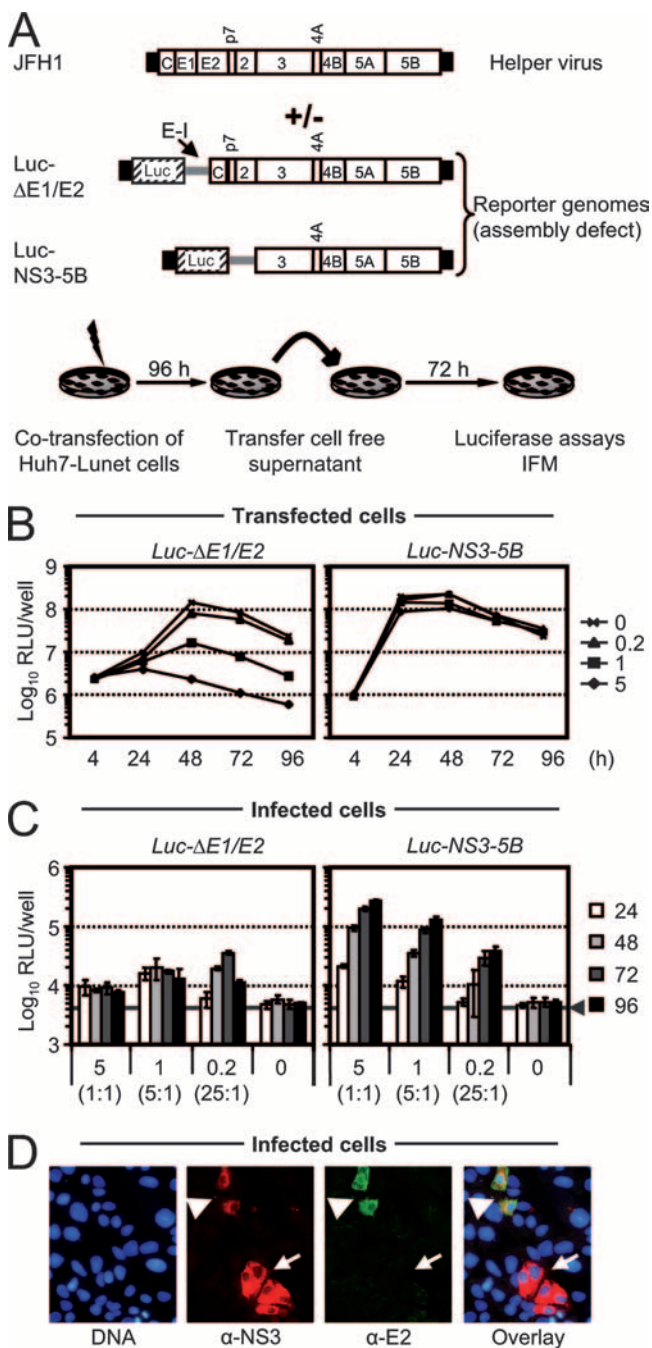 A
JFH1
p7
4A
C E1 E2 2 3 4B 5A 5B
Helper virus
+/-
E-I
p7
4A
Luc-
ΔE1/E2
Luc C 2 3 4B 5A 5B
Reporter genomes
(assembly defect)
4A
Luc-
NS3-5B
Luc 3 4B 5A 5B
96 h
72 h
Co-transfection of
Huh7-Lunet cells
Transfer cell free
supernatant
Luciferase assays
IFM
B
Transfected cells
Luc-ΔE1/E2
Luc-NS3-5B
Log10 RLU/well
9
8
7
6
5
4 24 48 72 96
4 24 48 72 96 (h)
0
0.2
1
5
C
Infected cells
Luc-ΔE1/E2
Luc-NS3-5B
Log10 RLU/well
6
5
4
3
5 1 0.2 0
(1:1) (5:1) (25:1)
5 1 0.2 0
(1:1) (5:1) (25:1)
24
48
72
96
D
Infected cells
DNA
α-NS3
α-E2
Overlay